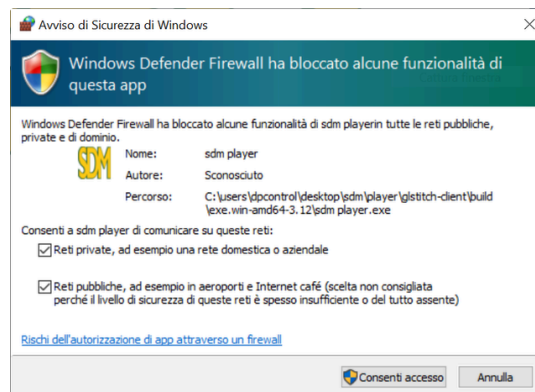 Avviso di Sicurezza di Windows
Windows Defender Firewall ha bloccato alcune funzionalità di
questa app
Windows Defender Firewall ha bloccato alcune funzionalità di sdm playerin tutte le reti pubbliche,
private e di dominio.
SDM
Nome: sdm player
Autore: Sconosciuto
Percorso: C:\users\dpcontrol\desktop\sdm\player\glstitch-client\build
\exe.win-amd64-3.12\sdm player.exe
Consenti a sdm player di comunicare su queste reti:
Reti private, ad esempio una rete domestica o aziendale
Reti pubbliche, ad esempio in aeroporti e Internet café (scelta non consigliata
perché il livello di sicurezza di queste reti è spesso insufficiente o del tutto assente)
Rischi dell'autorizzazione di app attraverso un firewall
Consenti accesso
Annulla